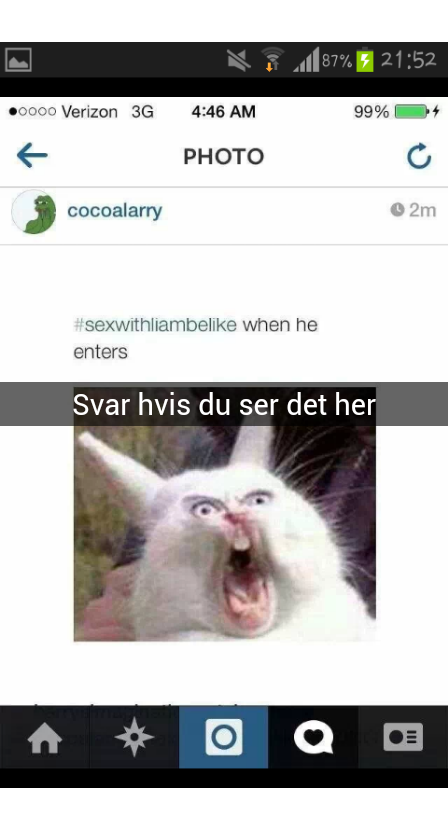 87% 21:52
Verizon 3G 4:46 AM 99%
PHOTO
cocoalarry 2m
#sexwithliambelike when he
enters
Svar hvis du ser det her